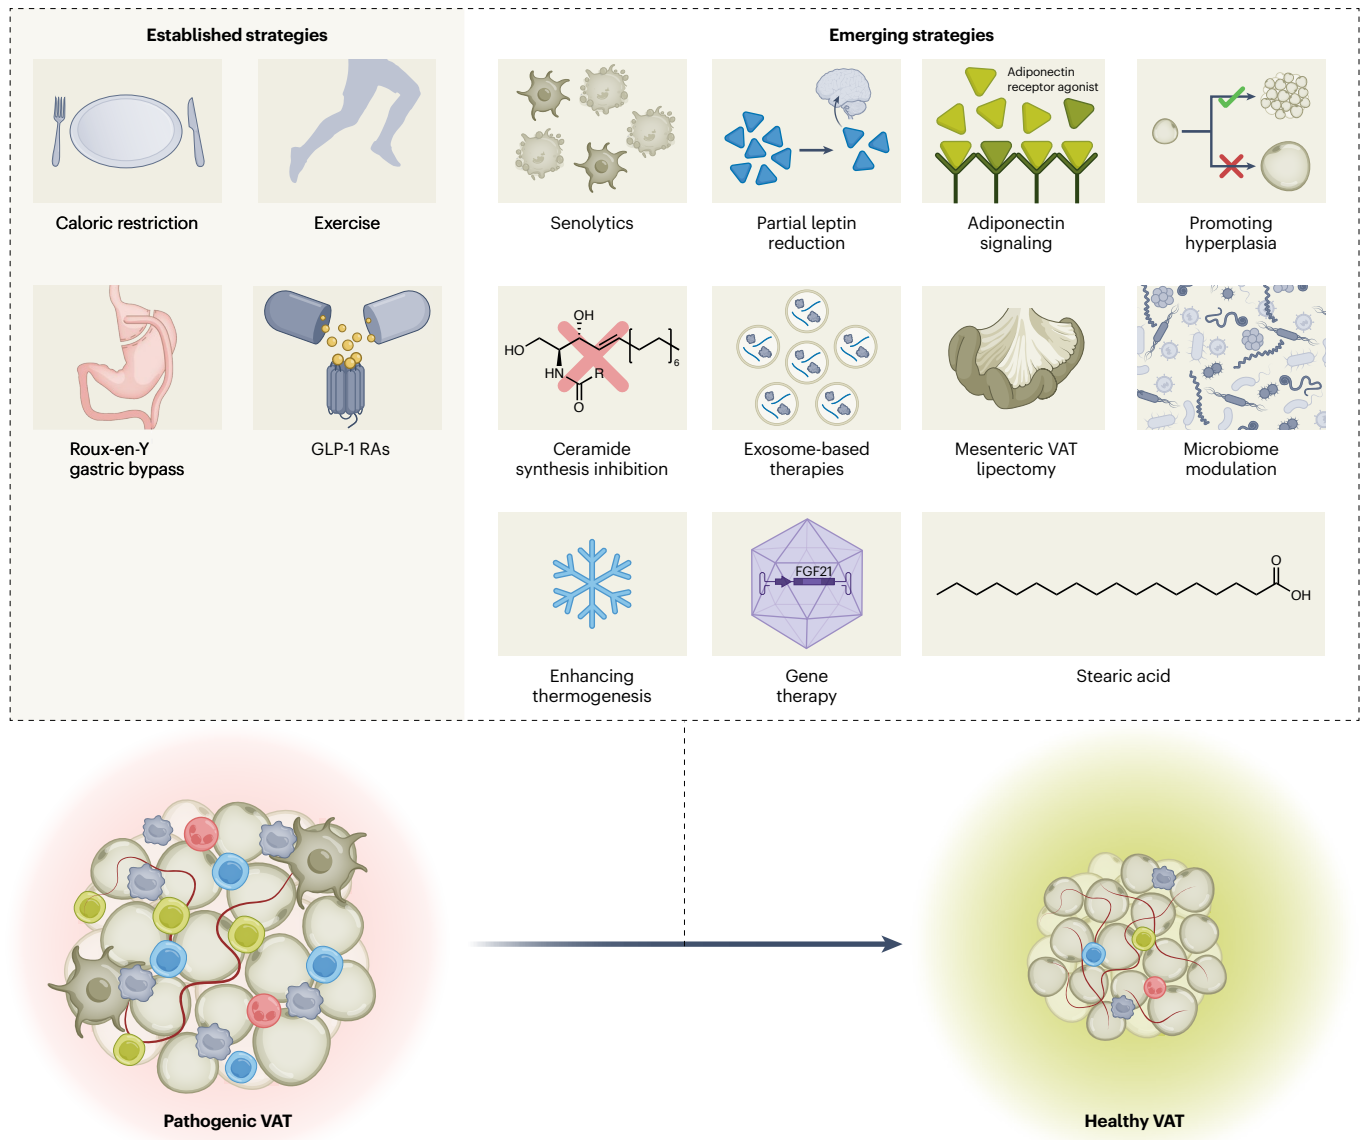 Established strategies
Emerging strategies
Adiponectin
receptor agonist
Caloric restriction
Exercise
Senolytics
Partial leptin
reduction
Adiponectin
signaling
Promoting
hyperplasia
OH
HO
HN
R
O
6
Roux-en-Y
gastric bypass
GLP-1 RAs
Ceramide
synthesis inhibition
Exosome-based
therapies
Mesenteric VAT
lipectomy
Microbiome
modulation
FGF21
O
OH
Enhancing
thermogenesis
Gene
therapy
Stearic acid
Pathogenic VAT
Healthy VAT